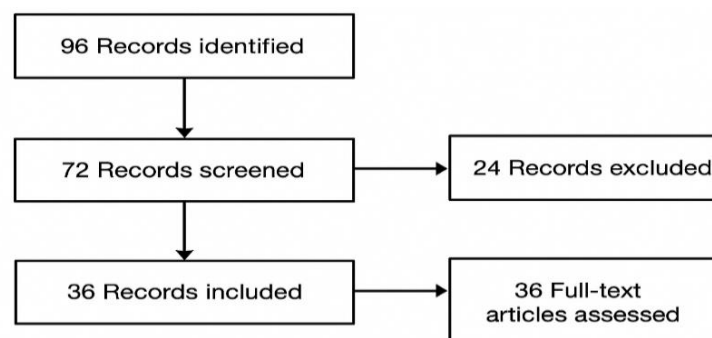 96 Records identified
72 Records screened
24 Records excluded
36 Records included
36 Full-text
articles assessed